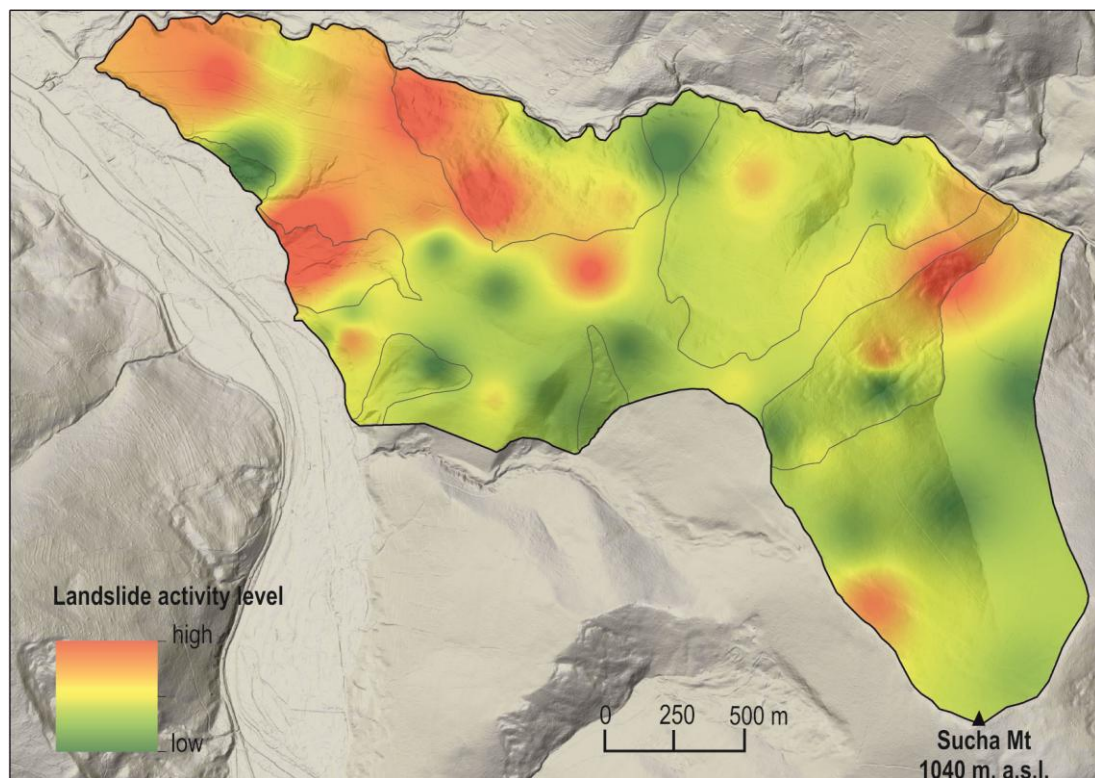 Landslide activity level
high
low
0 250 500 m
Sucha Mt
1040 m. a.s.l.